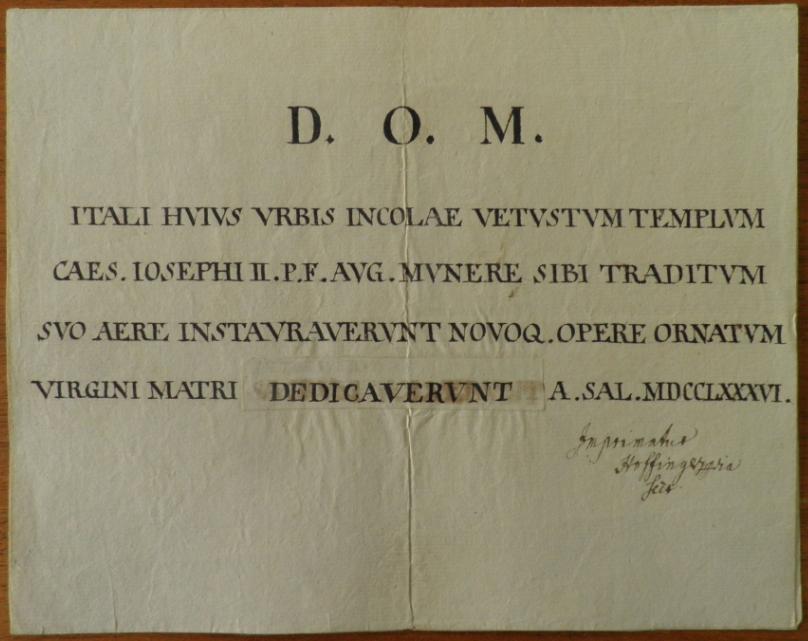 D. O. M.
ITALI HVIVS VRBIS INCOLAE VETVSTVM TEMPLVM
CAES. IOSEPHI II. P. F. AVG. MVNERE SIBI TRADITVM
SVO AERE INSTAVRAVERVNT NOVOQ. OPERE ORNATVM
VIRGINI MATRI DEDICAVERVNT A. SAL. MDCCLXXXVI.
Imprimatur